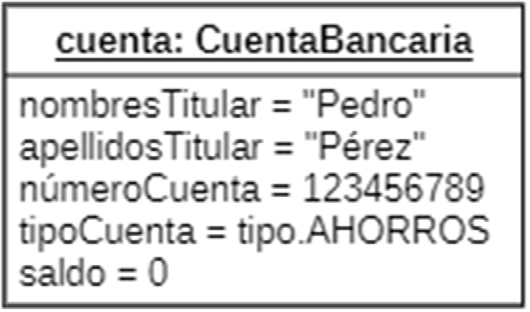 cuenta: CuentaBancaria
nombresTitular = "Pedro"
apellidosTitular = "Pérez"
númeroCuenta = 123456789
tipoCuenta = tipo.AHORROS
saldo = 0